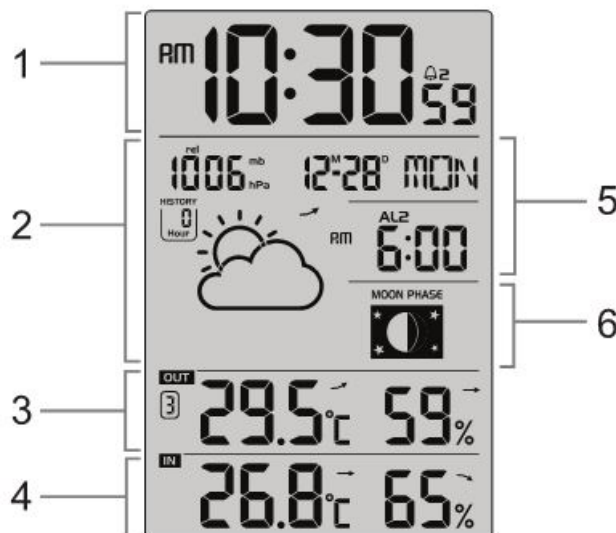 1
AM 10:30
2 59
rel
1006 mb hPa 12 M -28 D MON
5
HISTORY
0
Hour
2
AL2
AM 6:00
MOON PHASE
6
OUT
3
3 29.5°C 59%
IN
4
26.8°C 65%